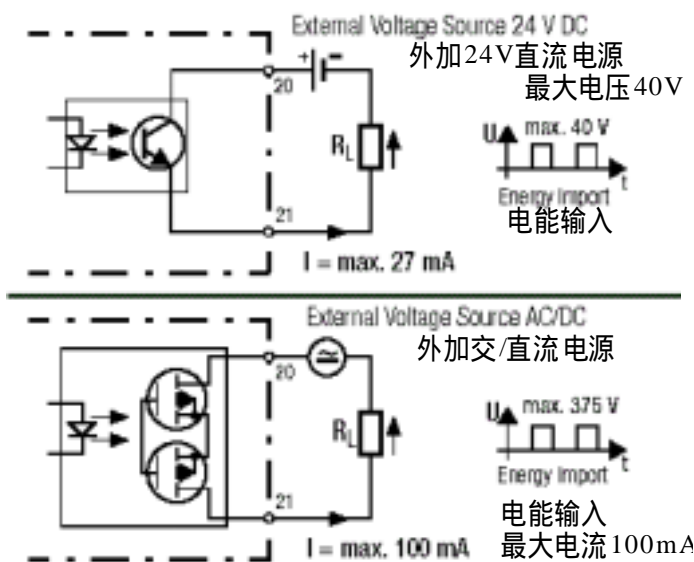 External Voltage Source 24 V DC
外加24V直流电源
最大电压40V
+ -
20
R_L
U max. 40 V
t
Energy Import
电能输入
21
I = max. 27 mA
External Voltage Source AC/DC
外加交/直流电源
20
R_L
U max. 375 V
t
Energy Import
21
电能输入
I = max. 100 mA
最大电流100mA